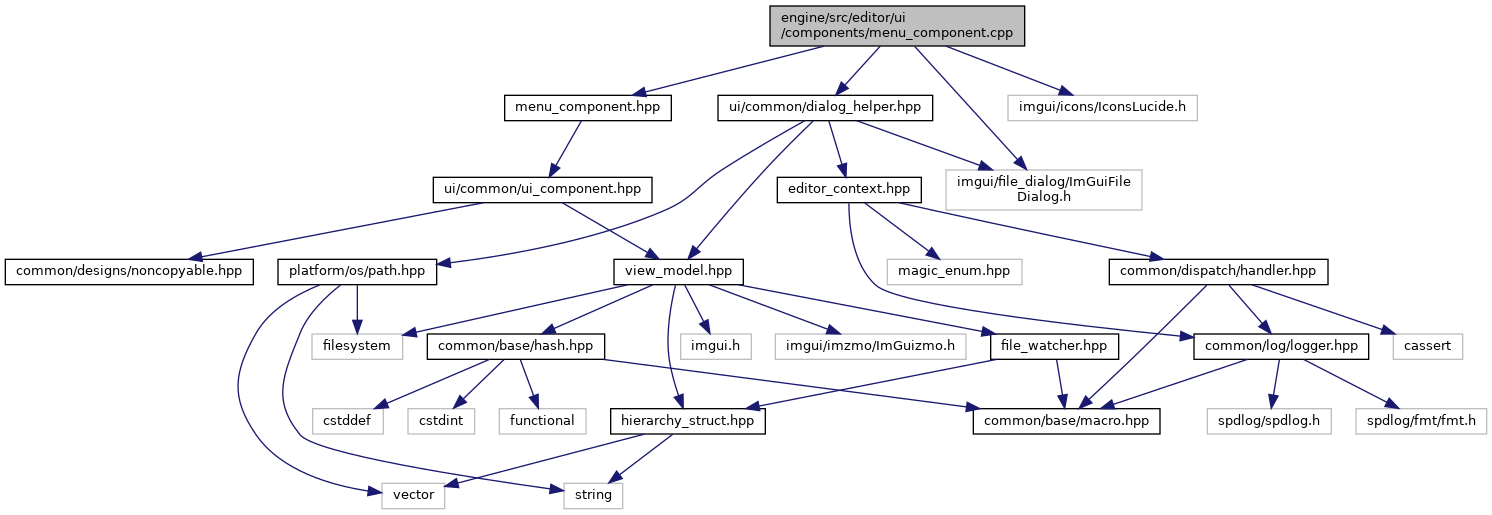 engine/src/editor/ui
/components/menu_component.cpp
menu_component.hpp
ui/common/dialog_helper.hpp
imgui/icons/IconsLucide.h
ui/common/ui_component.hpp
editor_context.hpp
imgui/file_dialog/ImGuiFile
Dialog.h
common/designs/noncopyable.hpp
platform/os/path.hpp
view_model.hpp
magic_enum.hpp
common/dispatch/handler.hpp
filesystem
common/base/hash.hpp
imgui.h
imgui/imzmo/ImGuizmo.h
file_watcher.hpp
common/log/logger.hpp
cassert
cstddef
cstdint
functional
hierarchy_struct.hpp
common/base/macro.hpp
spdlog/spdlog.h
spdlog/fmt/fmt.h
vector
string